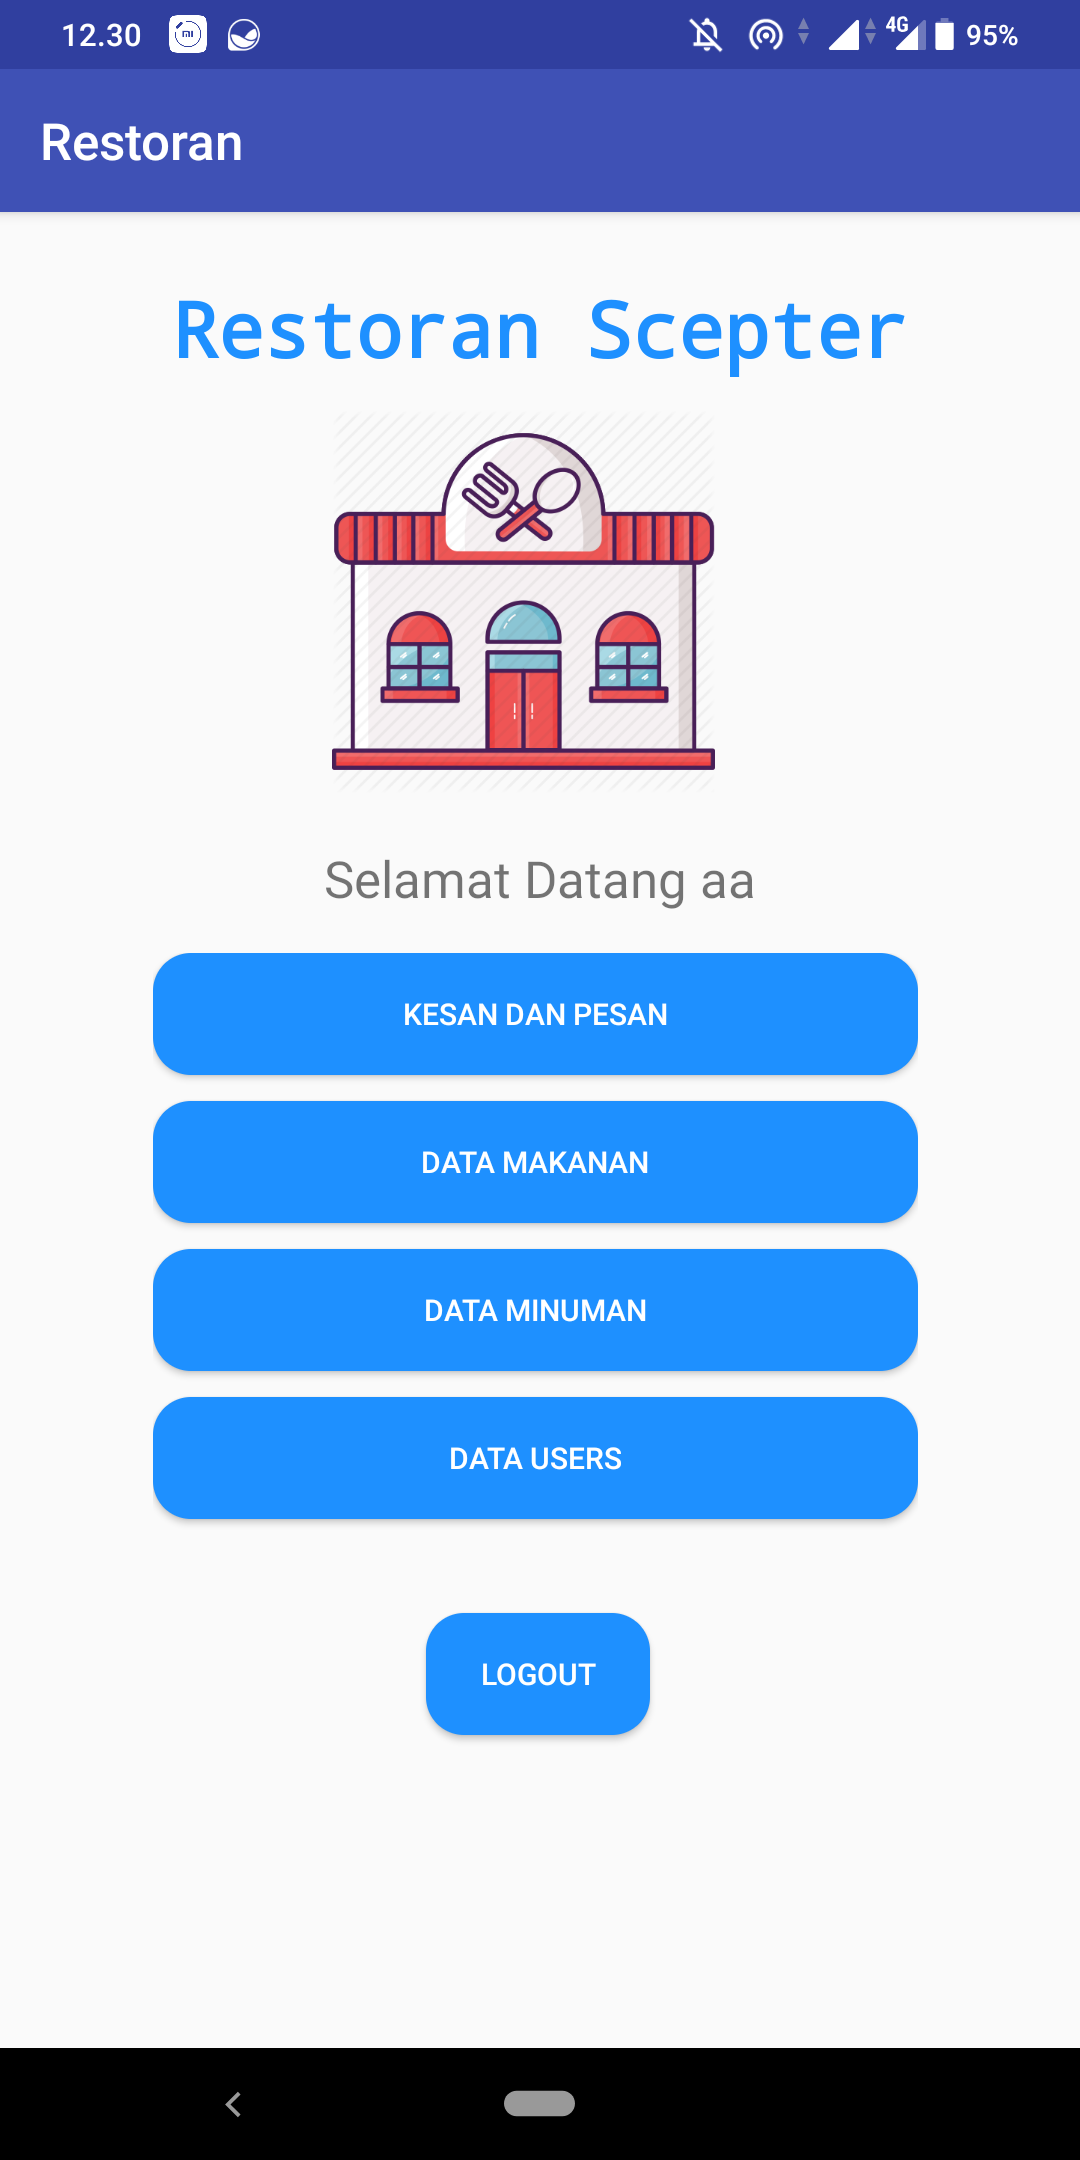 12.30
4G
95%
Restoran
Restoran Scepter
Selamat Datang aa
KESAN DAN PESAN
DATA MAKANAN
DATA MINUMAN
DATA USERS
LOGOUT